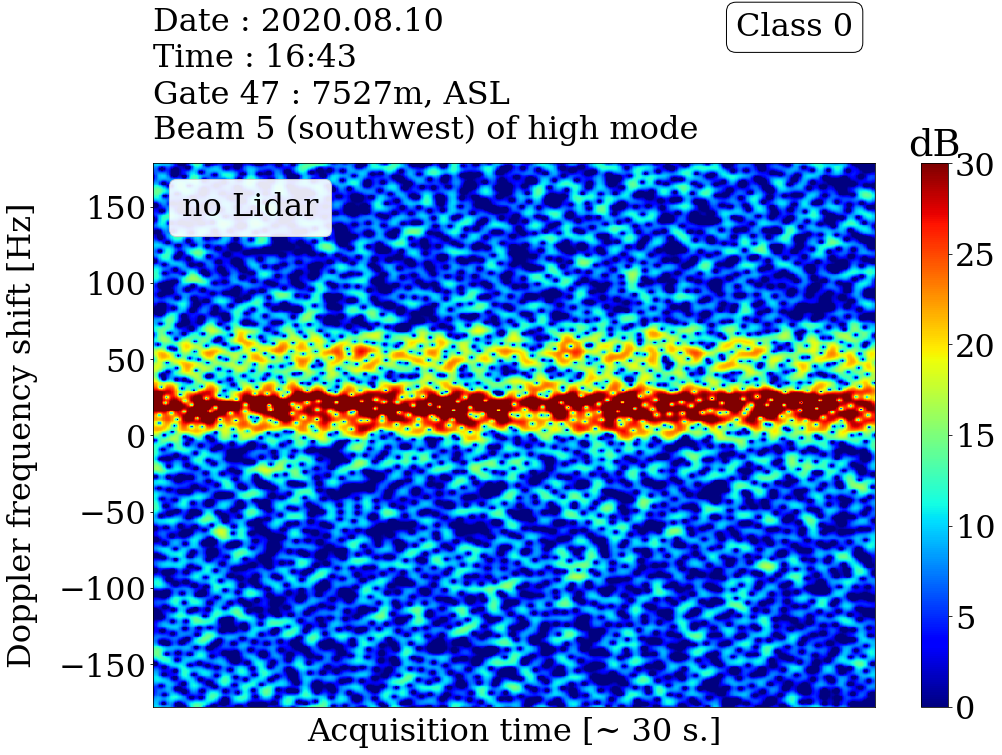 Date : 2020.08.10
Time : 16:43
Gate 47 : 7527m, ASL
Beam 5 (southwest) of high mode
Class 0
dB
no Lidar
Doppler frequency shift [Hz]
150
100
50
0
−50
−100
−150
30
25
20
15
10
5
0
Acquisition time [~ 30 s.]